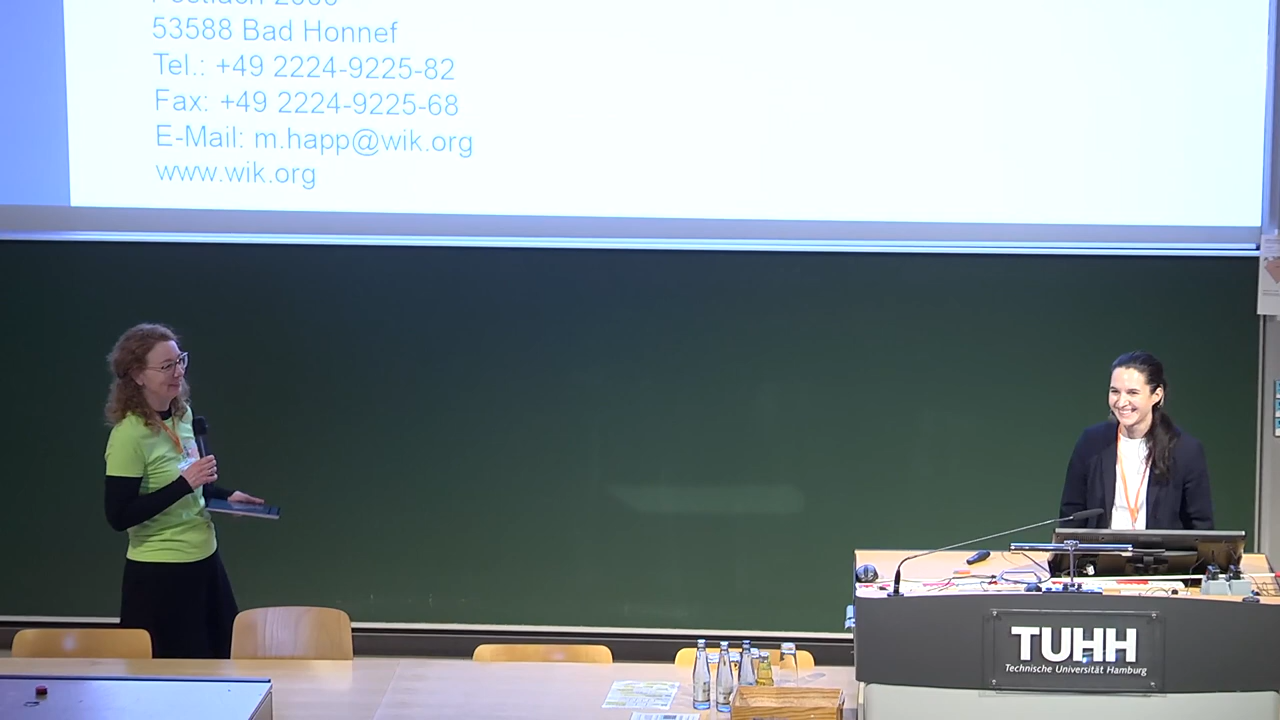 53588 Bad Honnef
Tel.: +49 2224-9225-82
Fax: +49 2224-9225-68
E-Mail: m.happ@wik.org
www.wik.org
TUHH
Technische Universität Hamburg